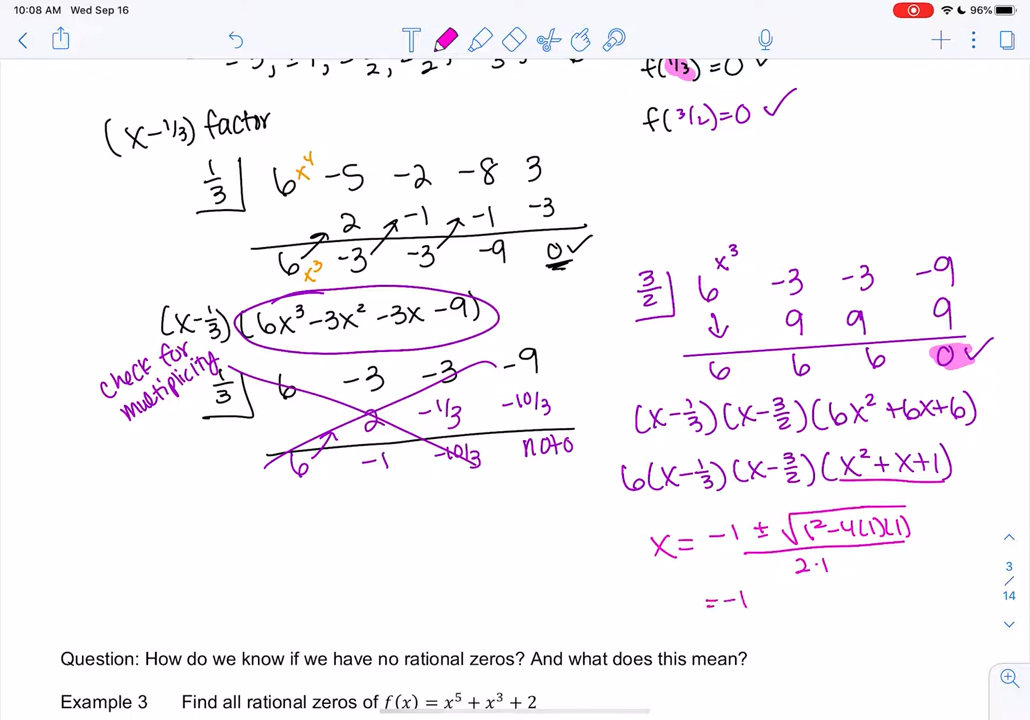 10:08 AM Wed Sep 16
96%
f(1/3) = 0 ✓
f(3/2) = 0 ✓
(x-1/3) factor
1/3 6x⁴ -5 -2 -8 3
2 -1 -1 -3
6x³ -3 -3 -9 0 ✓
(x-1/3)(6x³-3x²-3x-9)
check for
multiplicity
1/3 6 -3 -3 -9
2 -1/3 -10/3
6 -1 -10/3 not 0
3/2 6x³ -3 -3 -9
9 9 9
6 6 6 0 ✓
(x-1/3)(x-3/2)(6x²+6x+6)
6(x-1/3)(x-3/2)(x²+x+1)
x = -1 ± √1²-4(1)(1)
2·1
= -1
3
14
Question: How do we know if we have no rational zeros? And what does this mean?
Example 3 Find all rational zeros of f(x) = x⁵ + x³ + 2